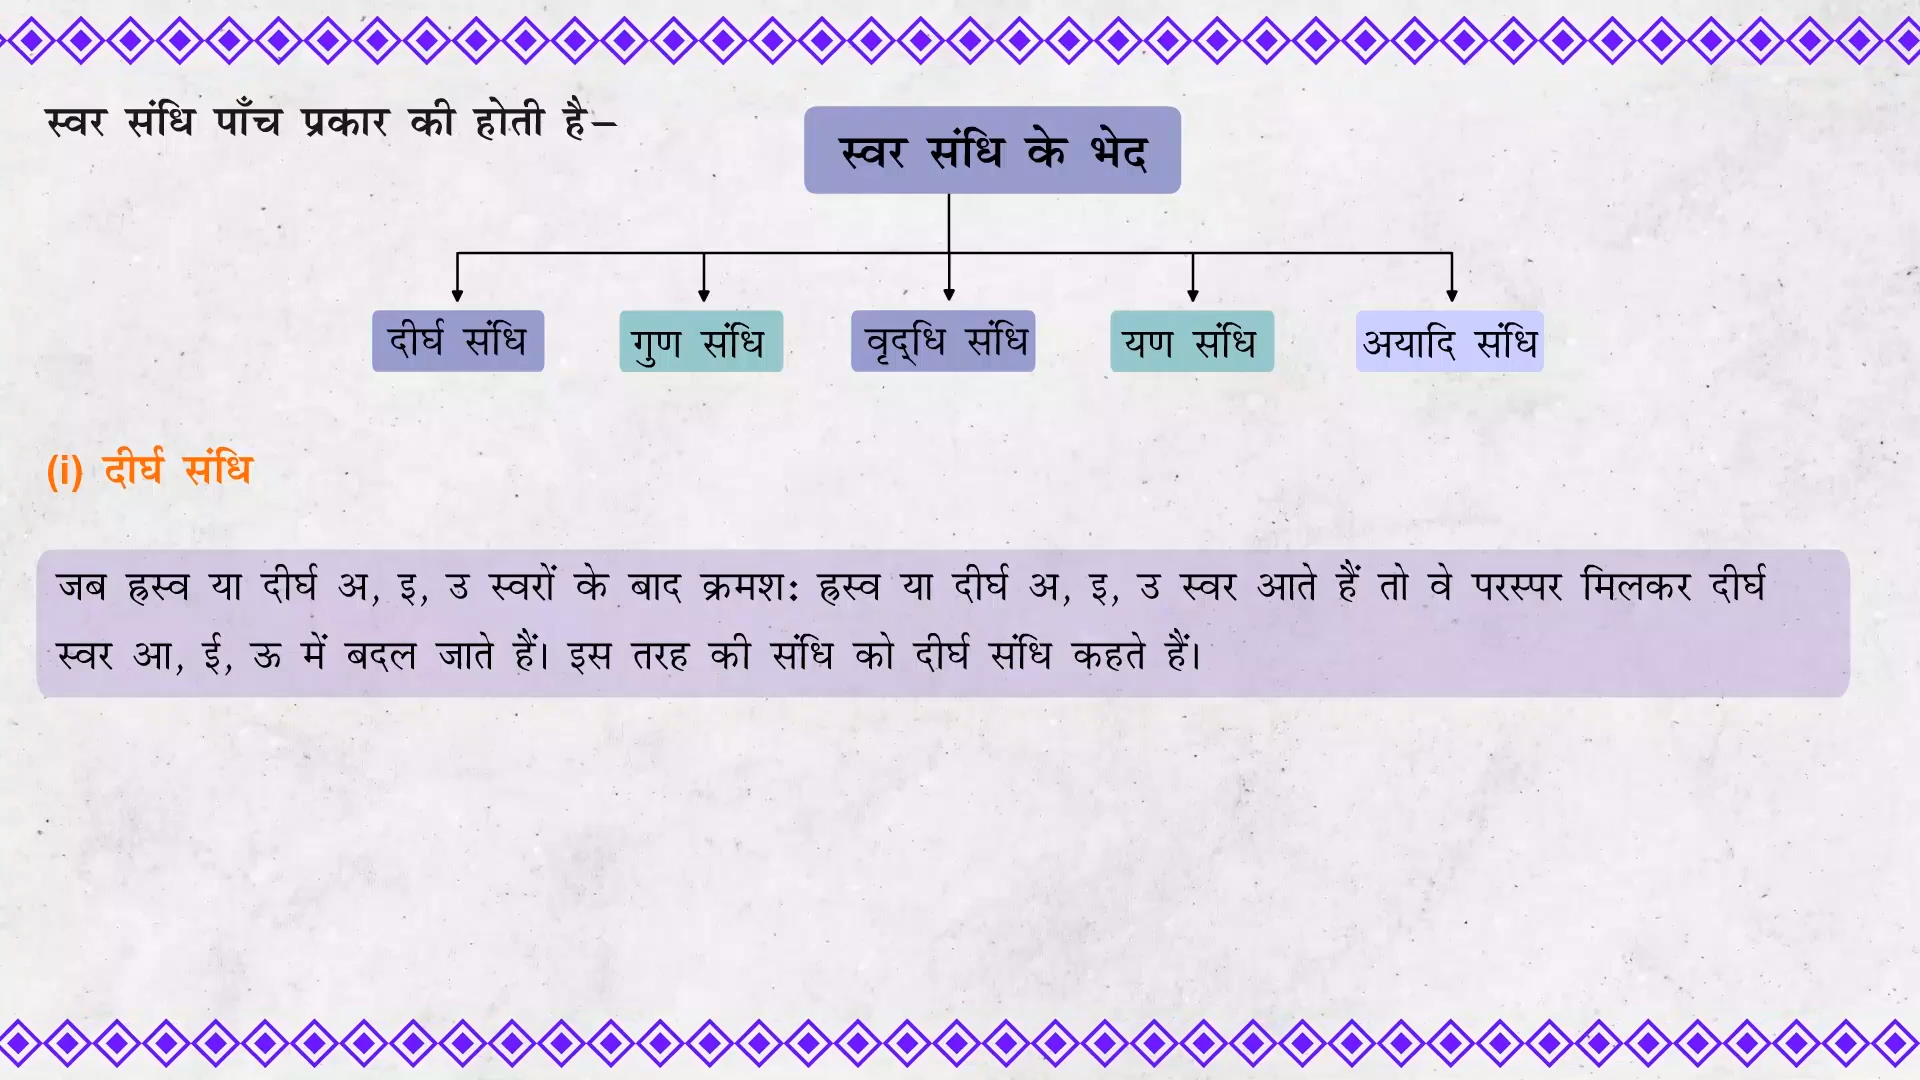 स्वर संधि पाँच प्रकार की होती है–
स्वर संधि के भेद
दीर्घ संधि
गुण संधि
वृद्‌धि संधि
यण संधि
अयादि संधि
(i) दीर्घ संधि
जब ह्रस्व या दीर्घ अ, इ, उ स्वरों के बाद क्रमश: ह्रस्व या दीर्घ अ, इ, उ स्वर आते हैं तो वे परस्पर मिलकर दीर्घ
स्वर आ, ई, ऊ में बदल जाते हैं। इस तरह की संधि को दीर्घ संधि कहते हैं।